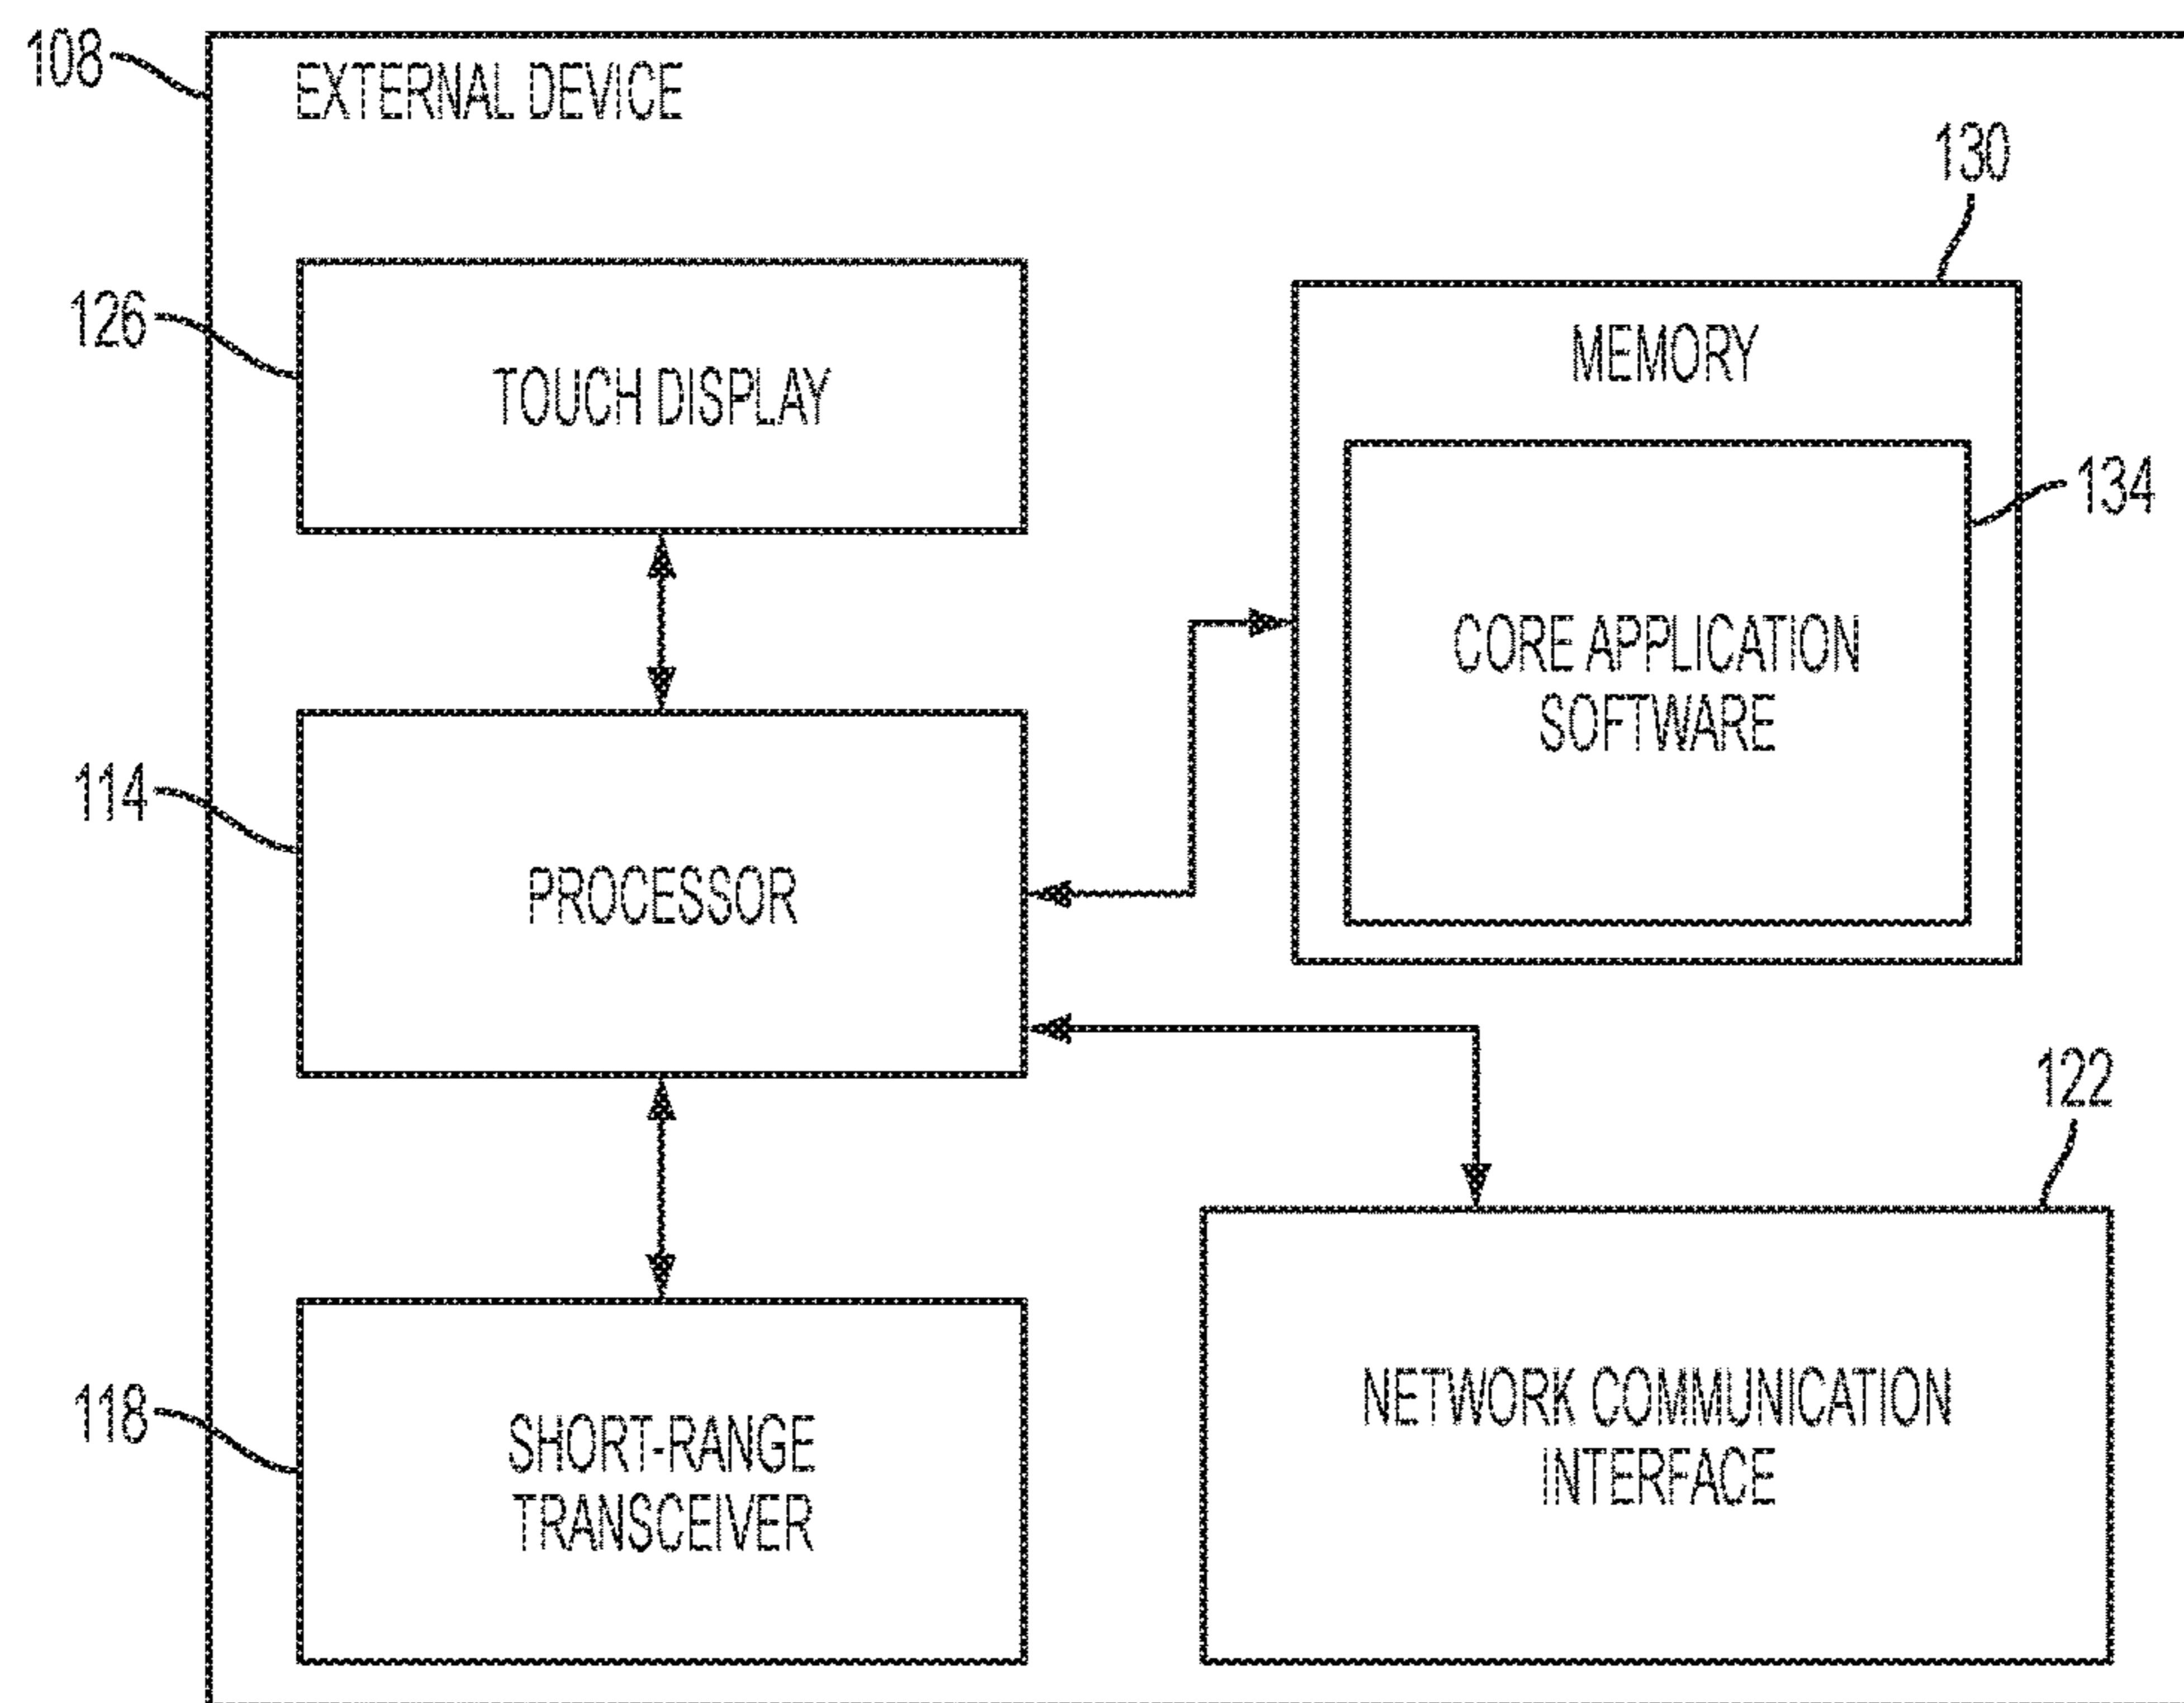 108
EXTERNAL DEVICE
130
126
TOUCH DISPLAY
MEMORY
134
CORE APPLICATION
SOFTWARE
114
PROCESSOR
122
118
SHORT-RANGE
TRANSCEIVER
NETWORK COMMUNICATION
INTERFACE